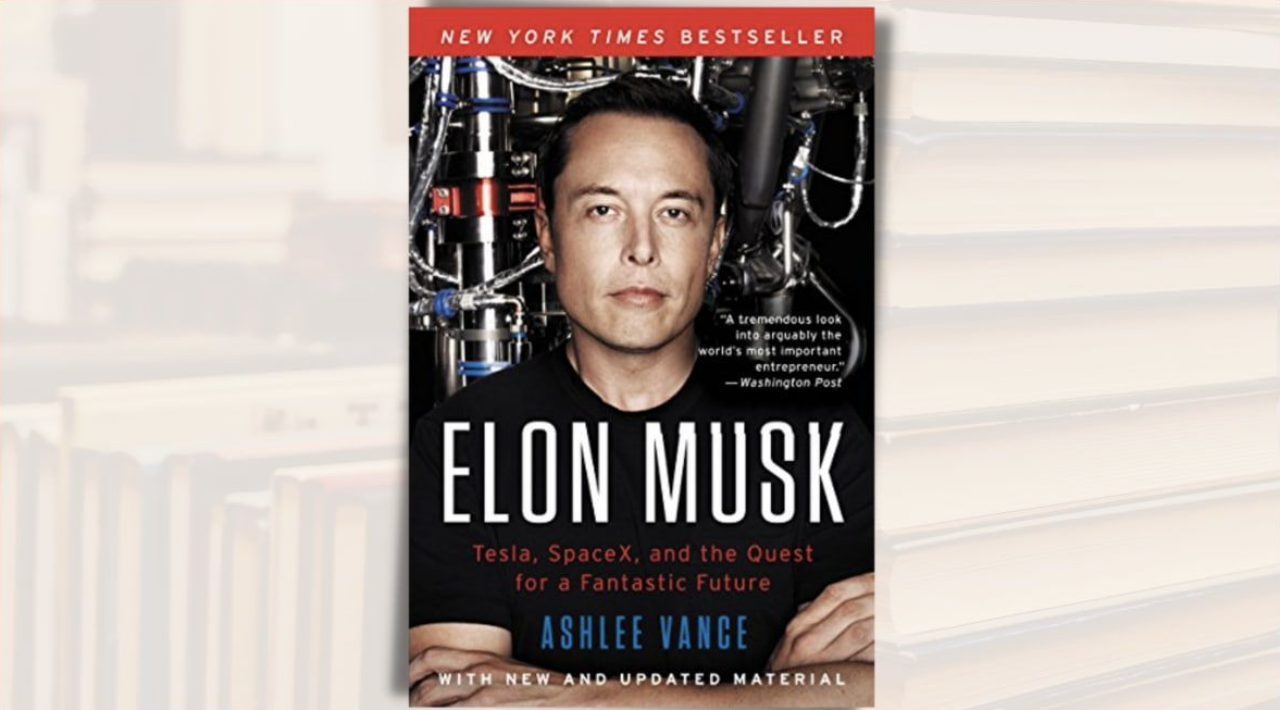 NEW YORK TIMES BESTSELLER
"A tremendous look
into arguably the
world's most important
entrepreneur."
—Washington Post
ELON MUSK
Tesla, SpaceX, and the Quest
for a Fantastic Future
ASHLEE VANCE
WITH NEW AND UPDATED MATERIAL